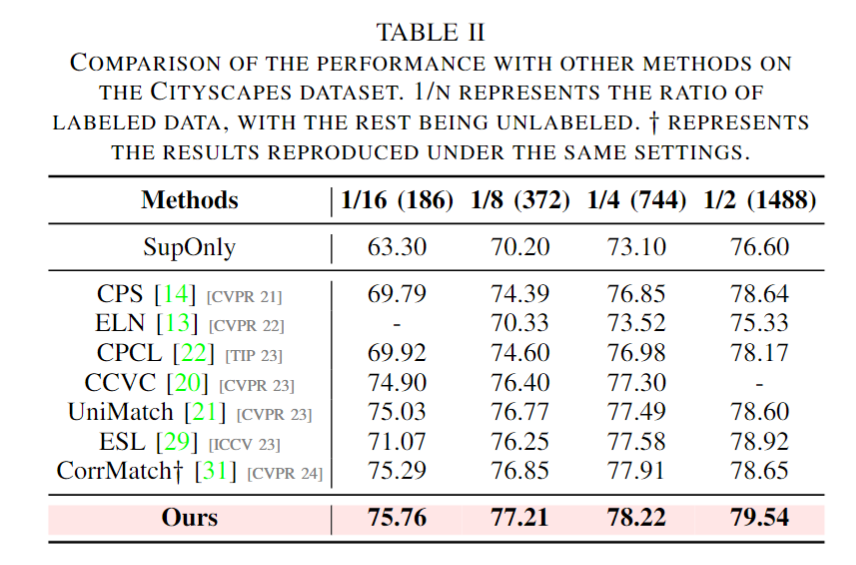 TABLE II
COMPARISON OF THE PERFORMANCE WITH OTHER METHODS ON
THE CITYSCAPES DATASET. 1/N REPRESENTS THE RATIO OF
LABELED DATA, WITH THE REST BEING UNLABELED. † REPRESENTS
THE RESULTS REPRODUCED UNDER THE SAME SETTINGS.
Methods 1/16 (186) 1/8 (372) 1/4 (744) 1/2 (1488)
SupOnly 63.30 70.20 73.10 76.60
CPS [14] [CVPR 21] 69.79 74.39 76.85 78.64
ELN [13] [CVPR 22] - 70.33 73.52 75.33
CPCL [22] [TIP 23] 69.92 74.60 76.98 78.17
CCVC [20] [CVPR 23] 74.90 76.40 77.30 -
UniMatch [21] [CVPR 23] 75.03 76.77 77.49 78.60
ESL [29] [ICCV 23] 71.07 76.25 77.58 78.92
CorrMatch† [31] [CVPR 24] 75.29 76.85 77.91 78.65
Ours 75.76 77.21 78.22 79.54